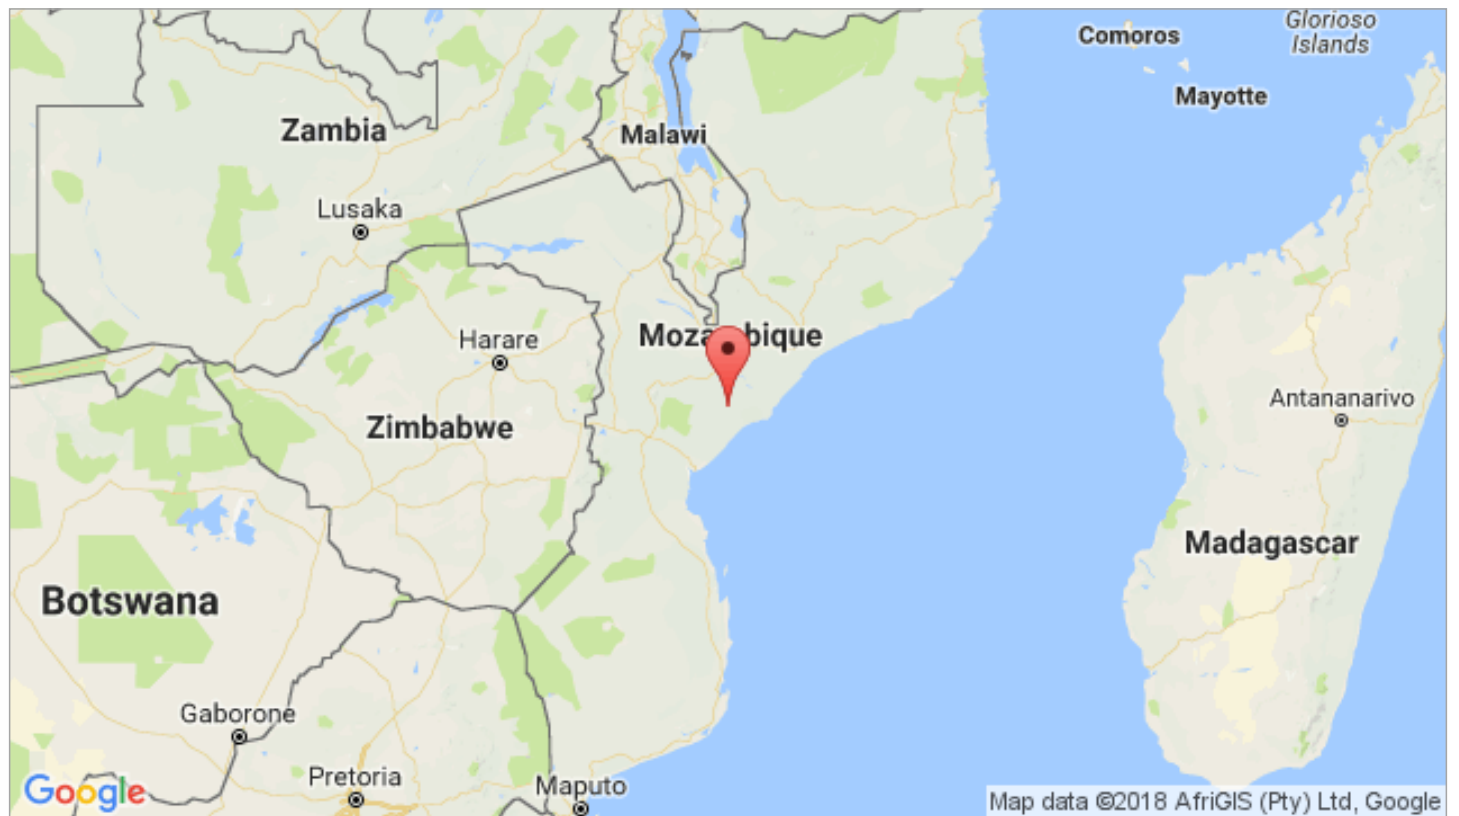 Comoros
Glorioso
Islands
Mayotte
Zambia
Malawi
Lusaka
Mozambique
Harare
Zimbabwe
Antananarivo
Madagascar
Botswana
Gaborone
Pretoria
Maputo
Google
Map data ©2018 AfriGIS (Pty) Ltd, Google